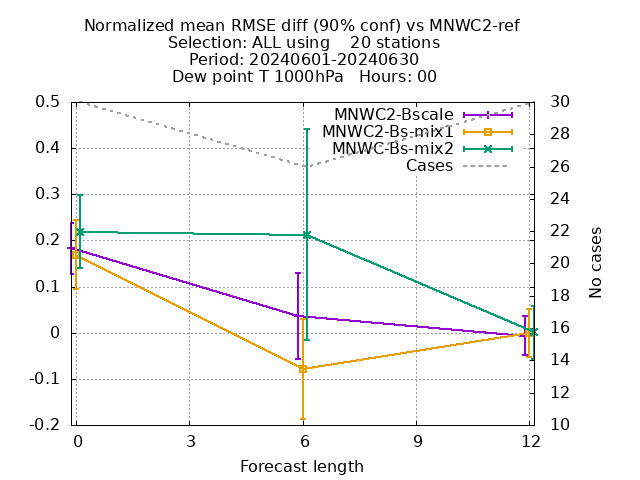 Normalized mean RMSE diff (90% conf) vs MNWC2-ref
Selection: ALL using    20 stations
Period: 20240601-20240630
Dew point T 1000hPa   Hours: 00
MNWC2-Bscale
MNWC2-Bs-mix1
MNWC-Bs-mix2
Cases
0.5
0.4
0.3
0.2
0.1
0
-0.1
-0.2
30
28
26
24
22
20
18
16
14
12
10
No cases
0
3
6
9
12
Forecast length